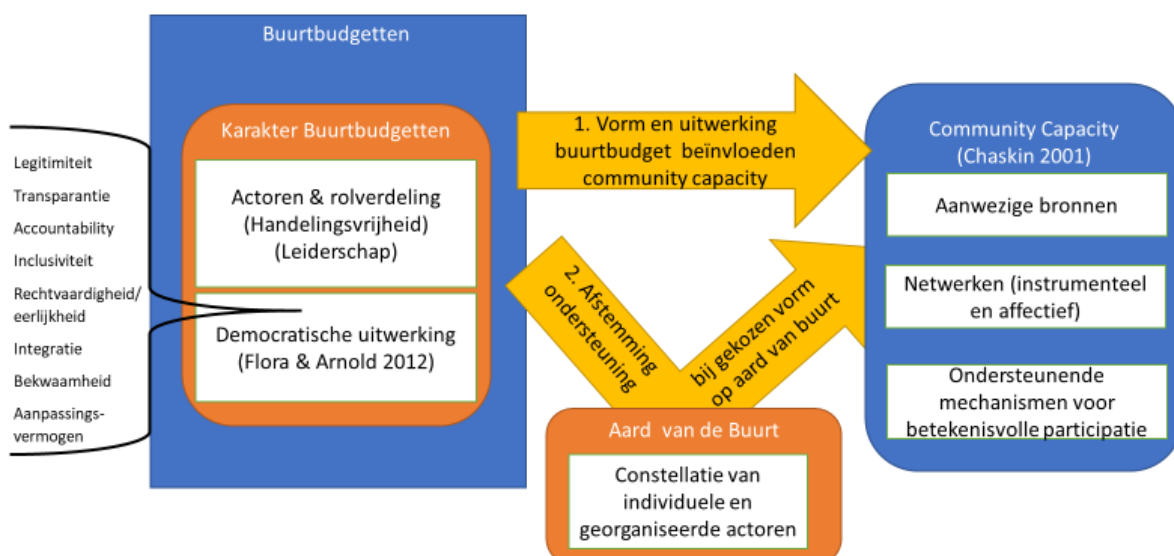 Buurtbudgetten
Karakter Buurtbudgetten
Actoren & rolverdeling
(Handelingsvrijheid)
(Leiderschap)
Democratische uitwerking
(Flora & Arnold 2012)
Legitimiteit
Transparantie
Accountability
Inclusiviteit
Rechtvaardigheid/
eerlijkheid
Integratie
Bekwaamheid
Aanpassings-
vermogen
1. Vorm en uitwerking
buurtbudget beïnvloeden
community capacity
2. Afstemming
ondersteuning
bij gekozen vorm
op aard van buurt
Aard van de Buurt
Constellatie van
individuele en
georganiseerde actoren
Community Capacity
(Chaskin 2001)
Aanwezige bronnen
Netwerken (instrumenteel
en affectief)
Ondersteunende
mechanismen voor
betekenisvolle participatie